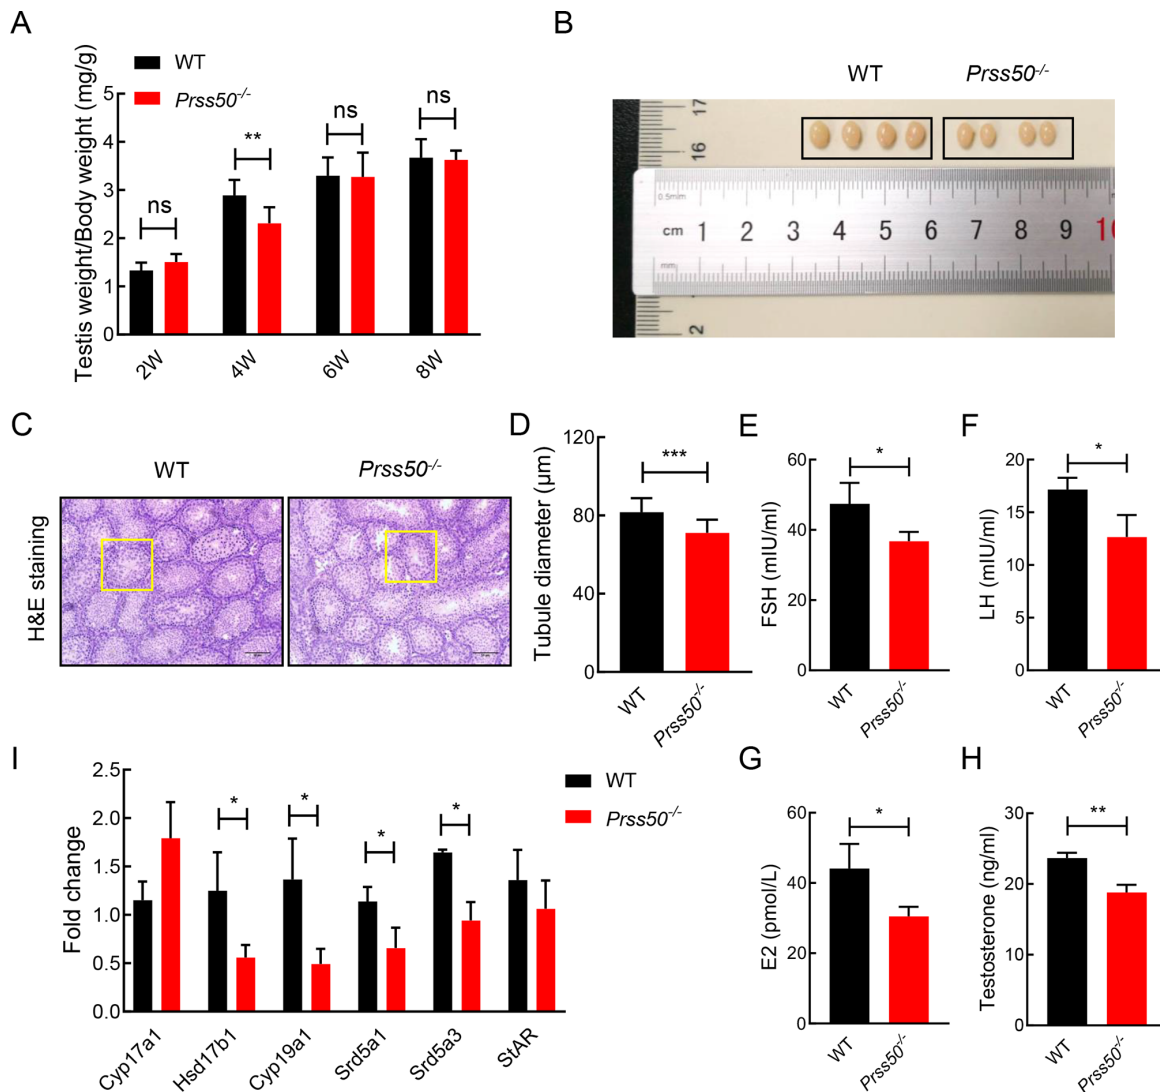 A
WT
Prss50-/-
Testis weight/Body weight (mg/g)
5
4
3
2
1
0
ns
**
ns
ns
2W
4W
6W
8W
B
WT
Prss50-/-
17
16
0.5mm
cm 1 2 3 4 5 6 7 8 9 10
mm
2
C
WT
Prss50-/-
H&E staining
D
Tubule diameter (μm)
120
80
40
0
***
WT
Prss50-/-
E
FSH (mIU/ml)
60
40
20
0
*
WT
Prss50-/-
F
LH (mIU/ml)
20
15
10
5
0
*
WT
Prss50-/-
I
Fold change
2.5
2.0
1.5
1.0
0.5
0.0
*
*
*
*
Cyp17a1
Hsd17b1
Cyp19a1
Srd5a1
Srd5a3
StAR
WT
Prss50-/-
G
E2 (pmol/L)
60
40
20
0
*
WT
Prss50-/-
H
Testosterone (ng/ml)
30
20
10
0
**
WT
Prss50-/-